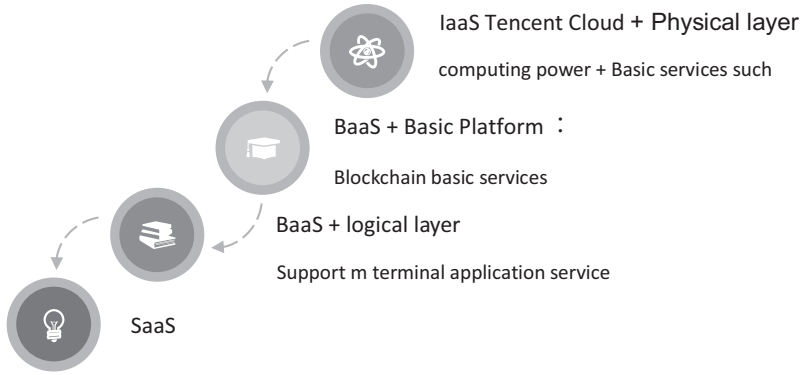 IaaS Tencent Cloud + Physical layer
computing power + Basic services such
BaaS + Basic Platform ：
Blockchain basic services
BaaS + logical layer
Support m terminal application service
SaaS